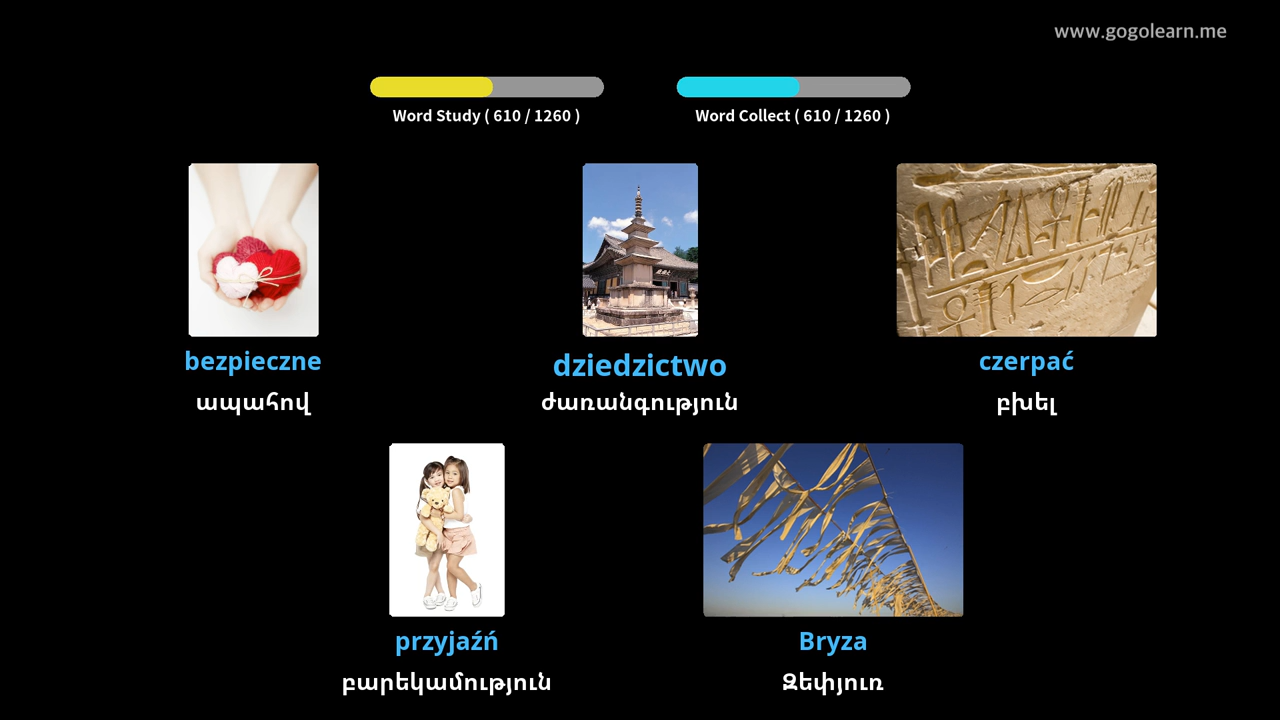 www.gogolearn.me
Word Study ( 610 / 1260 )
Word Collect ( 610 / 1260 )
bezpieczne
ապահով
dziedzictwo
ժառանգություն
czerpać
բխել
przyjaźń
բարեկամություն
Bryza
Զեփյուռ